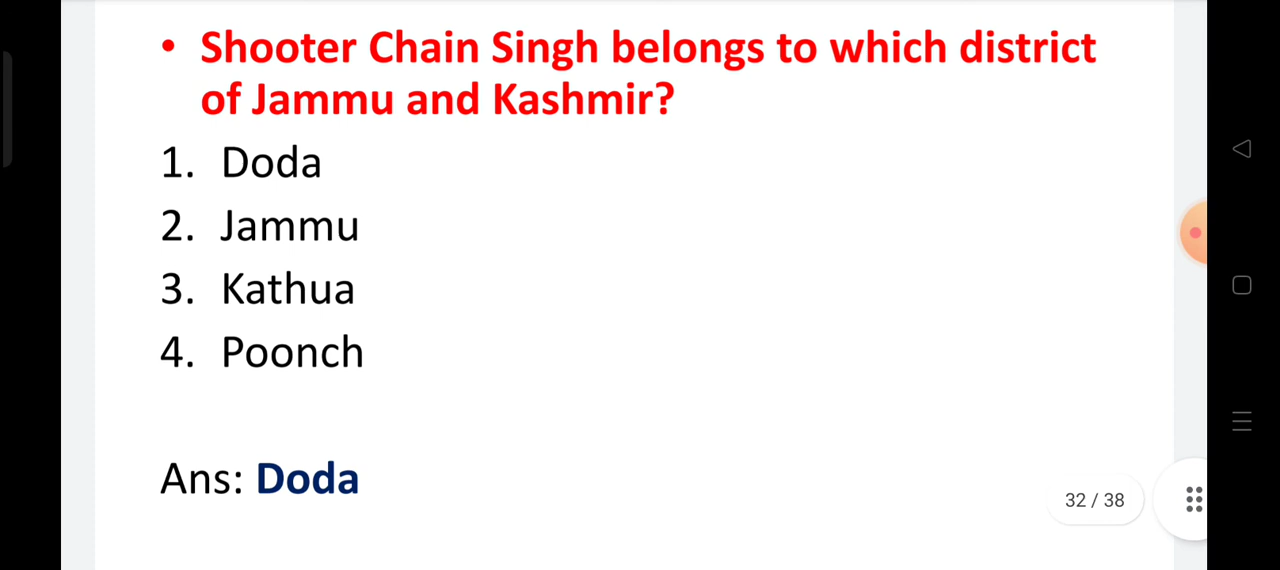 • Shooter Chain Singh belongs to which district
of Jammu and Kashmir?
1. Doda
2. Jammu
3. Kathua
4. Poonch
Ans: Doda
32 / 38